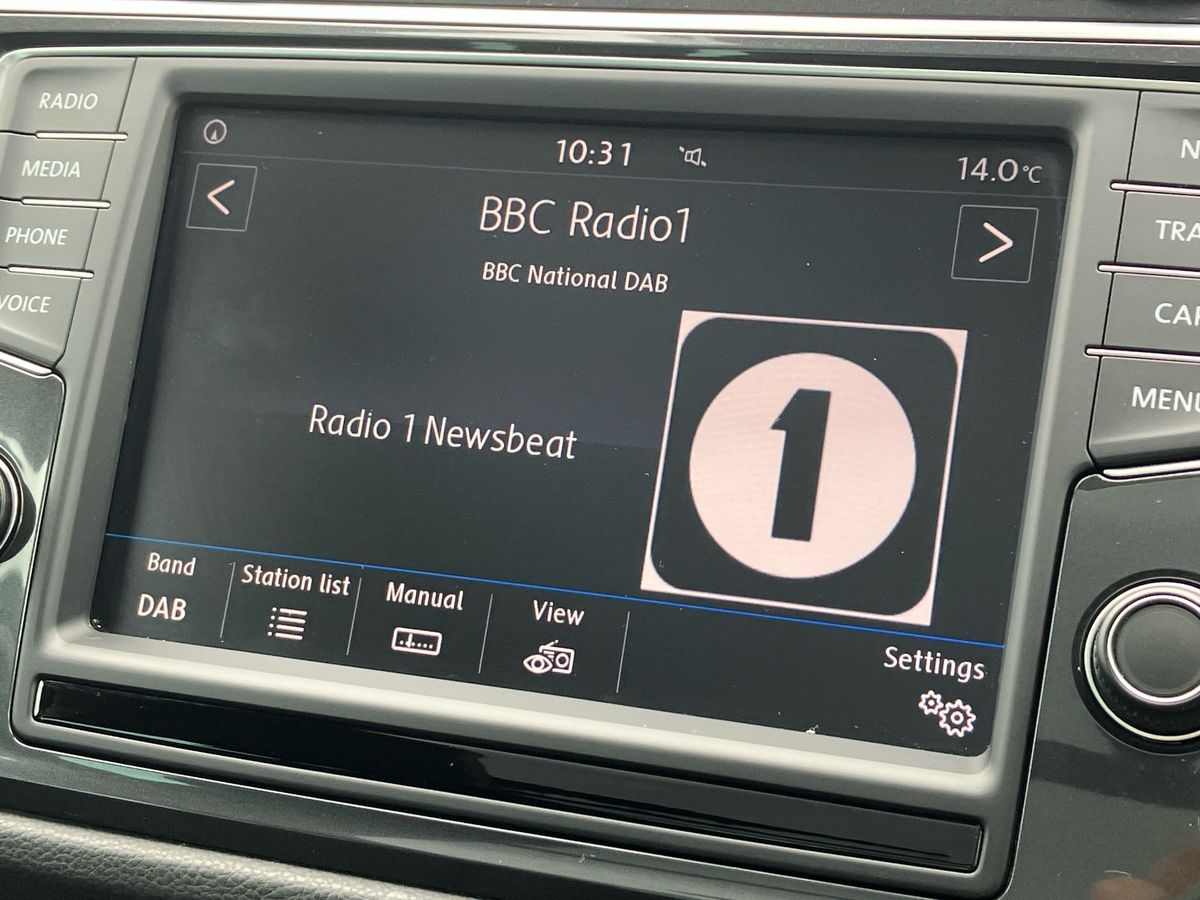 RADIO
MEDIA
PHONE
VOICE
10:31
14.0°C
BBC Radio1
BBC National DAB
Radio 1 Newsbeat
1
Band
DAB
Station list
Manual
View
Settings
N
TRA
CAR
MENU